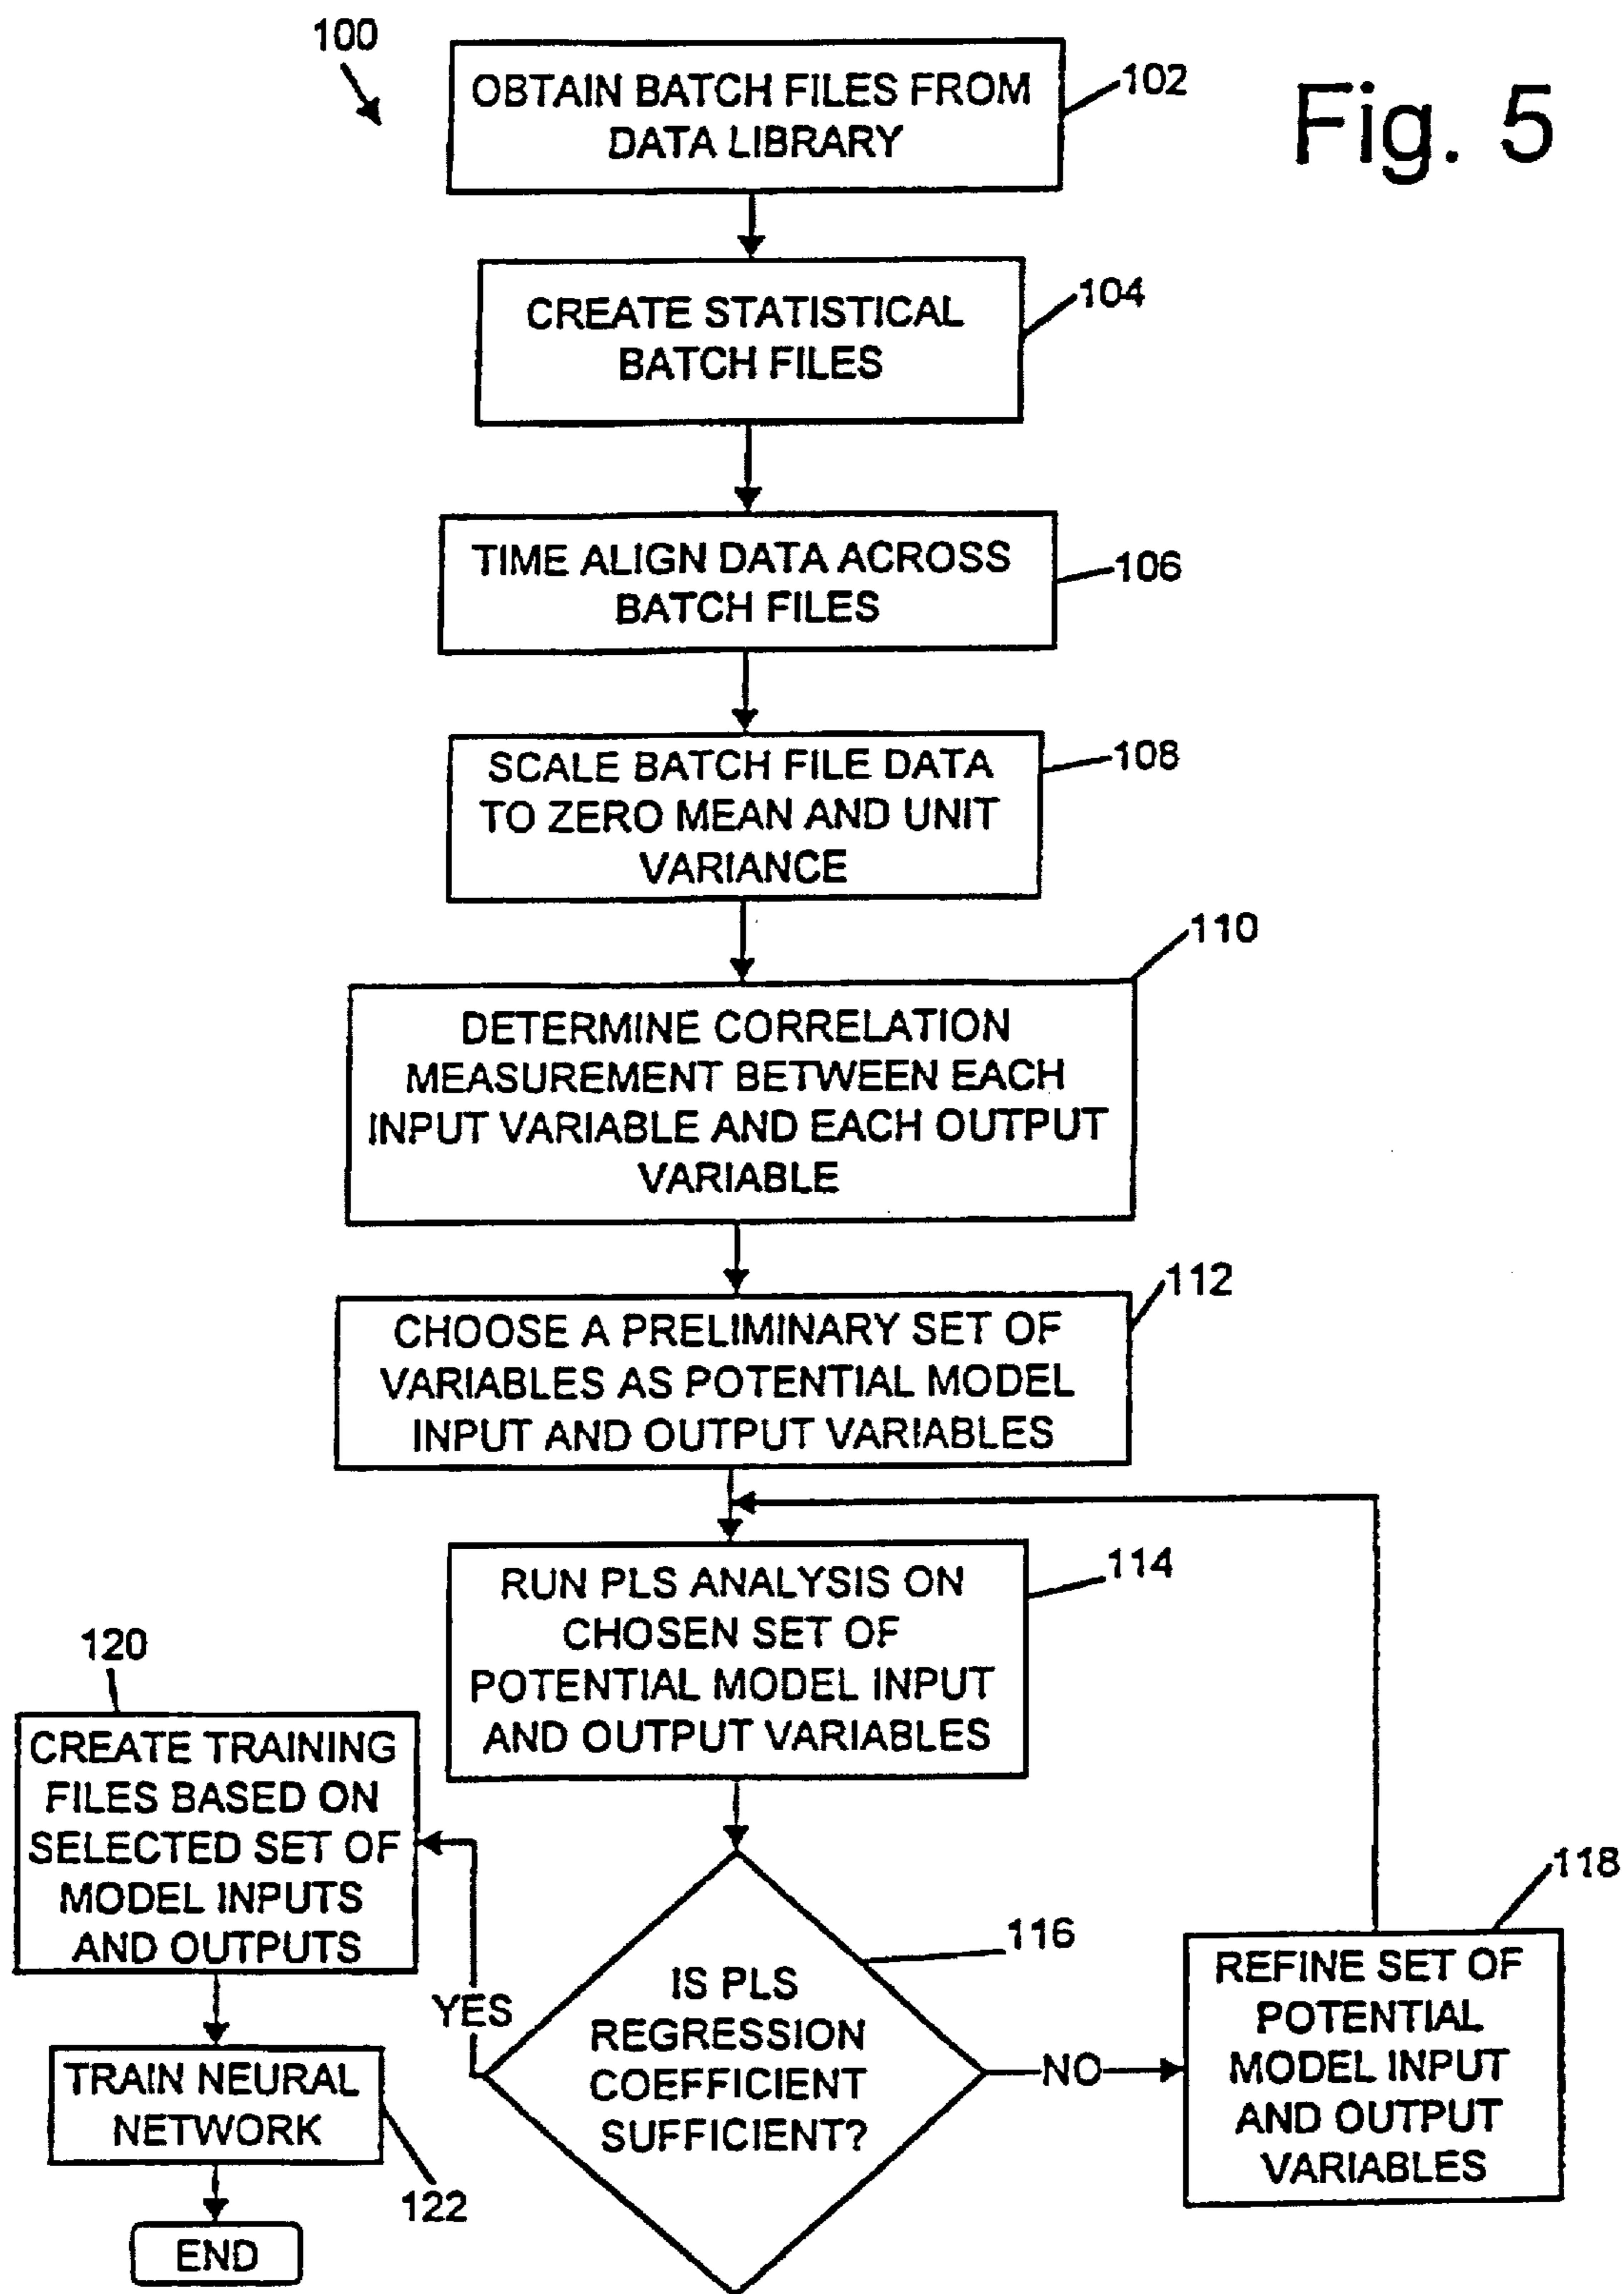 100
Fig. 5
OBTAIN BATCH FILES FROM
DATA LIBRARY
102
CREATE STATISTICAL
BATCH FILES
104
TIME ALIGN DATA ACROSS
BATCH FILES
106
SCALE BATCH FILE DATA
TO ZERO MEAN AND UNIT
VARIANCE
108
DETERMINE CORRELATION
MEASUREMENT BETWEEN EACH
INPUT VARIABLE AND EACH OUTPUT
VARIABLE
110
CHOOSE A PRELIMINARY SET OF
VARIABLES AS POTENTIAL MODEL
INPUT AND OUTPUT VARIABLES
112
RUN PLS ANALYSIS ON
CHOSEN SET OF
POTENTIAL MODEL INPUT
AND OUTPUT VARIABLES
114
IS PLS
REGRESSION
COEFFICIENT
SUFFICIENT?
116
NO
REFINE SET OF
POTENTIAL
MODEL INPUT
AND OUTPUT
VARIABLES
118
YES
120
CREATE TRAINING
FILES BASED ON
SELECTED SET OF
MODEL INPUTS
AND OUTPUTS
TRAIN NEURAL
NETWORK
122
END